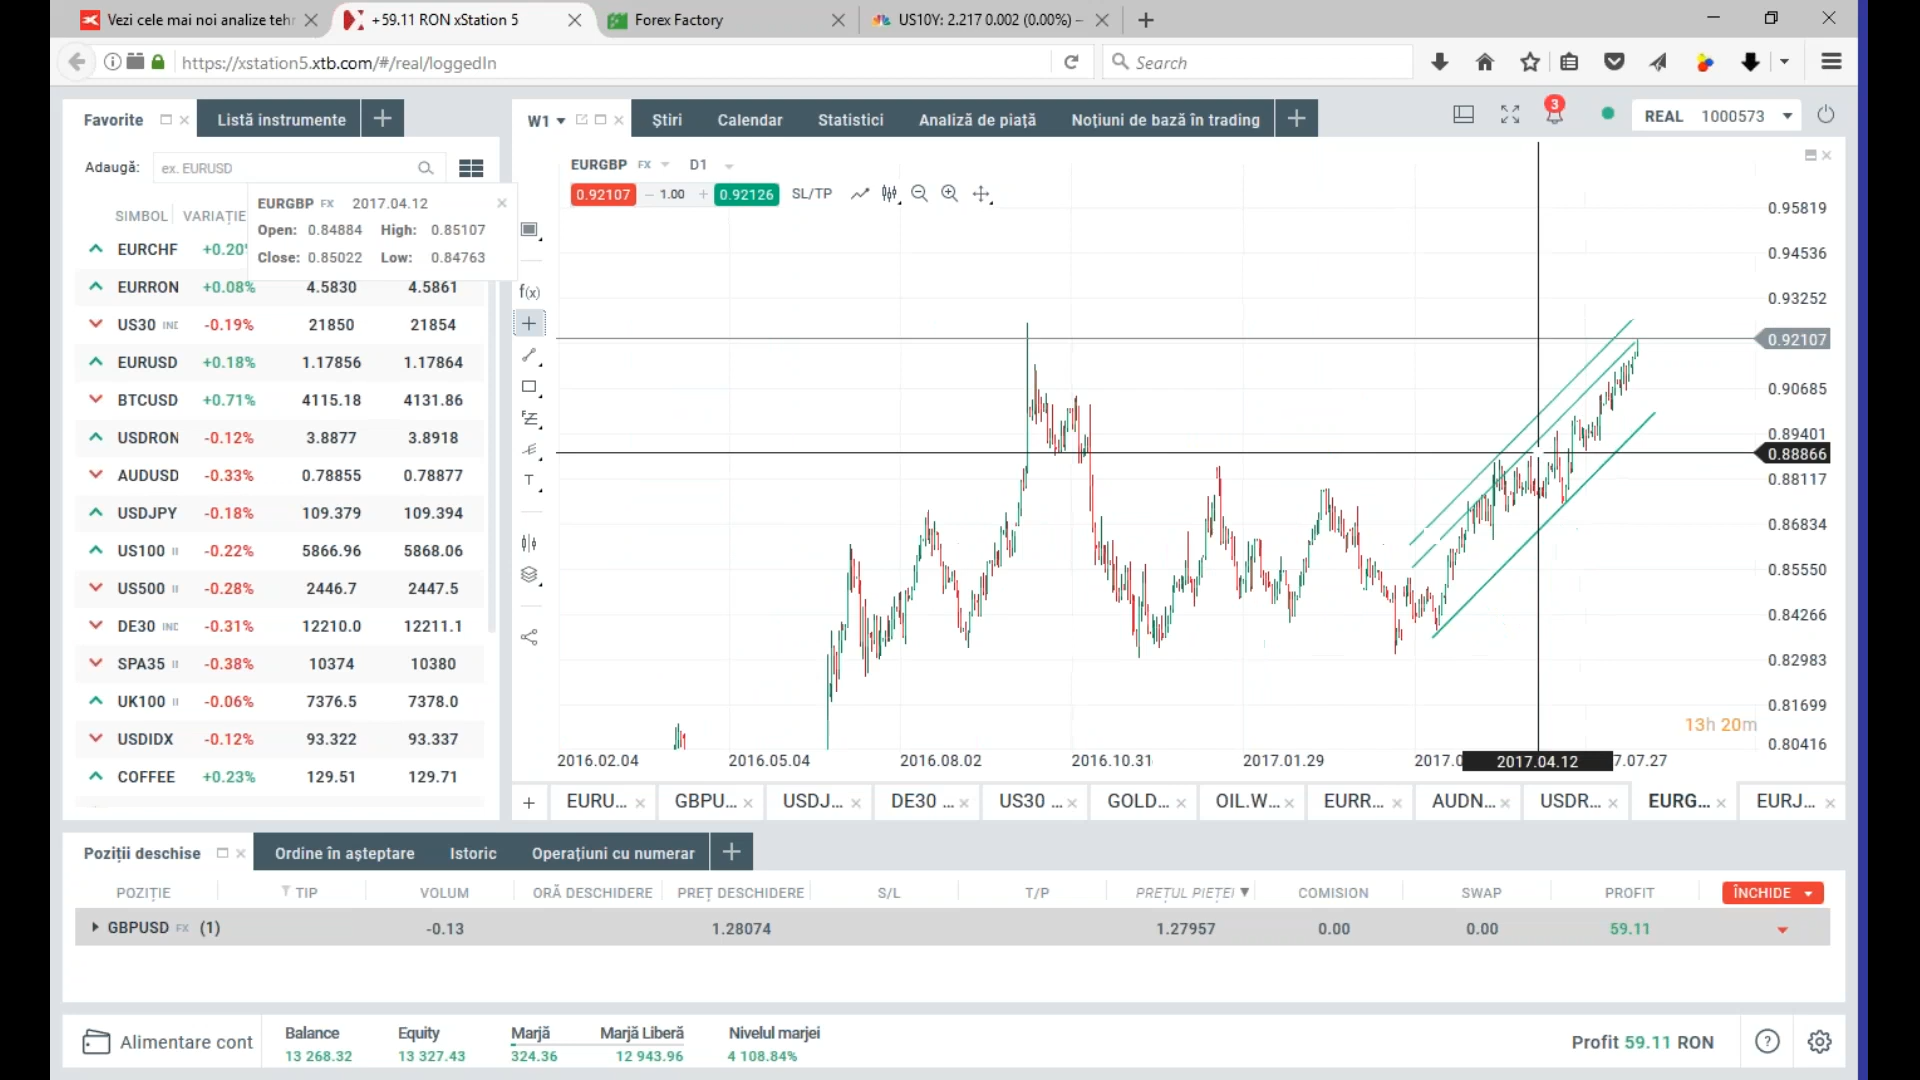 Vezi cele mai noi analize tehn
+59.11 RON xStation 5
Forex Factory
US10Y: 2.217 0.002 (0.00%) –
https://xstation5.xtb.com/#/real/loggedIn
Search
Favorite
Listă instrumente
W1
Știri
Calendar
Statistici
Analiză de piață
Noțiuni de bază în trading
3
REAL 1000573
Adaugă:
ex. EURUSD
EURGBP FX D1
0.92107 − 1.00 + 0.92126 SL/TP
SIMBOL VARIAȚIE
EURGBP FX 2017.04.12
Open: 0.84884 High: 0.85107
Close: 0.85022 Low: 0.84763
EURCHF +0.20
EURRON +0.08% 4.5830 4.5861
US30 -0.19% 21850 21854
EURUSD +0.18% 1.17856 1.17864
BTCUSD +0.71% 4115.18 4131.86
USDRON -0.12% 3.8877 3.8918
AUDUSD -0.33% 0.78855 0.78877
USDJPY -0.18% 109.379 109.394
US100 -0.22% 5866.96 5868.06
US500 -0.28% 2446.7 2447.5
DE30 -0.31% 12210.0 12211.1
SPA35 -0.38% 10374 10380
UK100 -0.06% 7376.5 7378.0
USDIDX -0.12% 93.322 93.337
COFFEE +0.23% 129.51 129.71
f(x)
T
0.95819
0.94536
0.93252
0.92107
0.90685
0.89401
0.88866
0.88117
0.86834
0.85550
0.84266
0.82983
0.81699
0.80416
13h 20m
2016.02.04 2016.05.04 2016.08.02 2016.10.31 2017.01.29 2017.0 2017.04.12 7.07.27
EURU... GBPU... USDJ... DE30 ... US30 ... GOLD... OIL.W... EURR... AUDN... USDR... EURG... EURJ...
Poziții deschise
Ordine în așteptare
Istoric
Operațiuni cu numerar
POZIȚIE TIP VOLUM ORĂ DESCHIDERE PREȚ DESCHIDERE S/L T/P PREȚUL PIEȚEI COMISION SWAP PROFIT ÎNCHIDE
GBPUSD FX (1) -0.13 1.28074 1.27957 0.00 0.00 59.11
Alimentare cont
Balance Equity Marjă Marjă Liberă Nivelul marjei
13 268.32 13 327.43 324.36 12 943.96 4 108.84%
Profit 59.11 RON
?